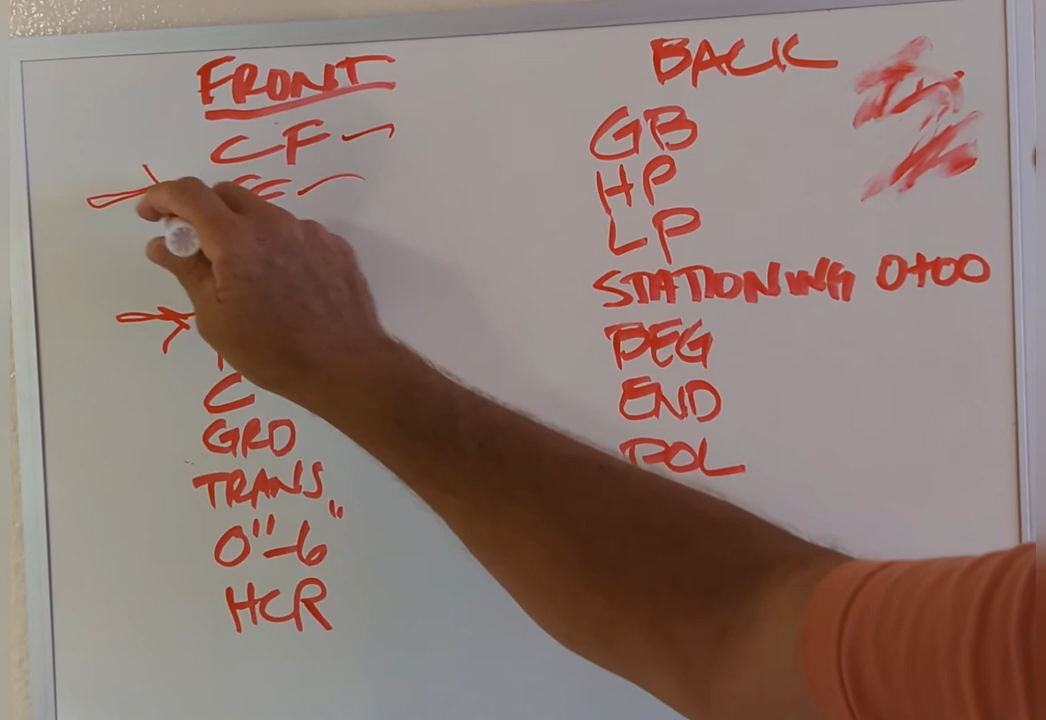 FRONT
CF
C
GRD
TRANS
0"-6"
HCR
BACK
GB
HP
LP
STATIONING 0+00
BEG
END
POL